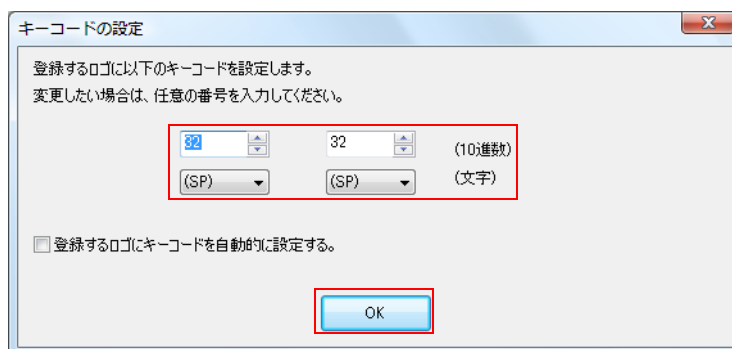 キーコードの設定
登録するロゴに以下のキーコードを設定します。
変更したい場合は、任意の番号を入力してください。
32 32 (10進数)
(SP) (SP) (文字)
登録するロゴにキーコードを自動的に設定する。
OK